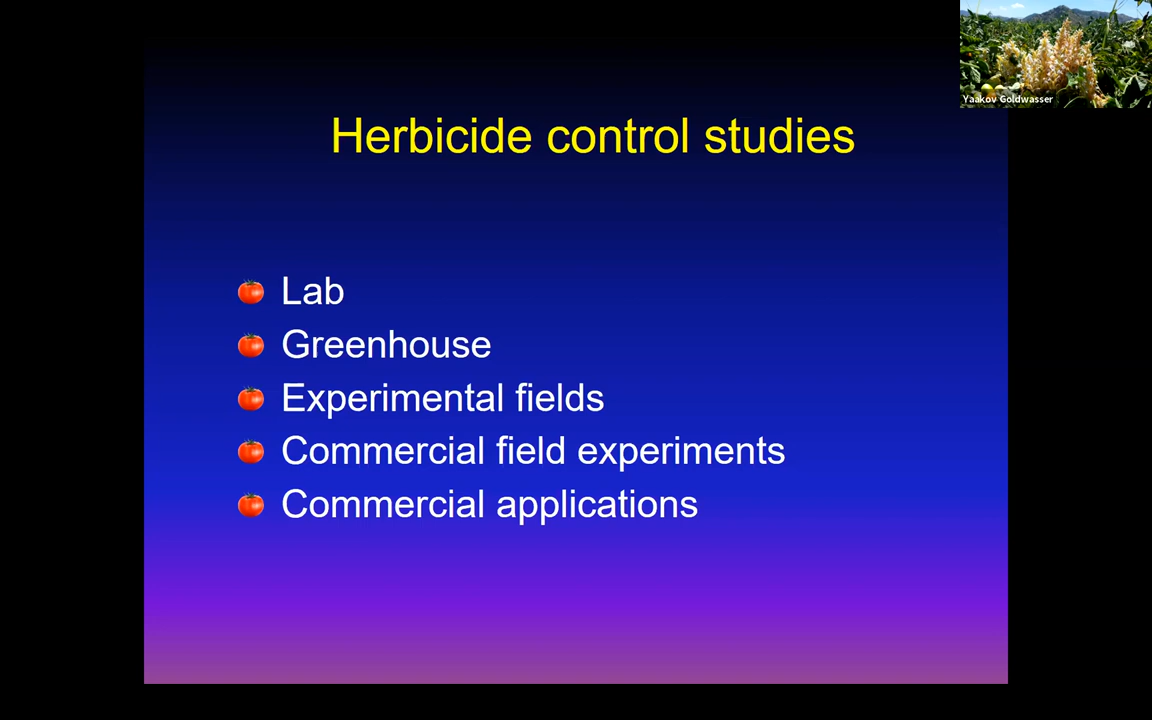 Yaakov Goldwasser
Herbicide control studies
Lab
Greenhouse
Experimental fields
Commercial field experiments
Commercial applications